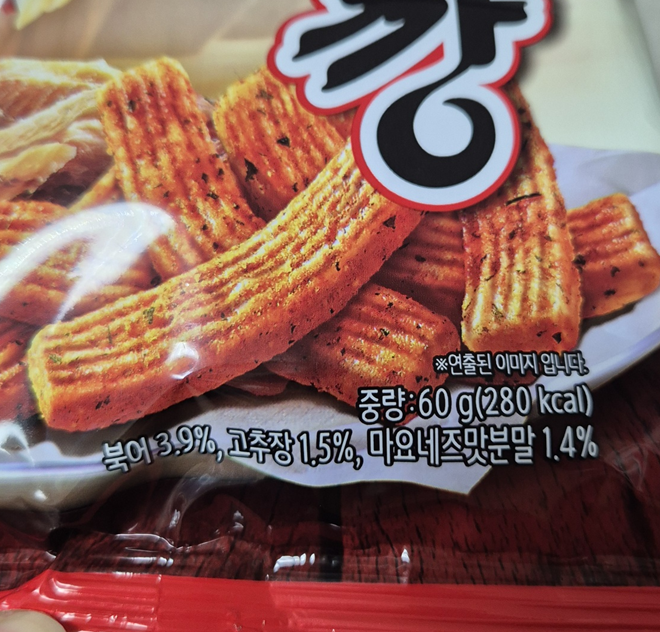 깡
※연출된 이미지 입니다.
중량:60 g(280 kcal)
북어 3.9%, 고추장 1.5%, 마요네즈맛분말 1.4%